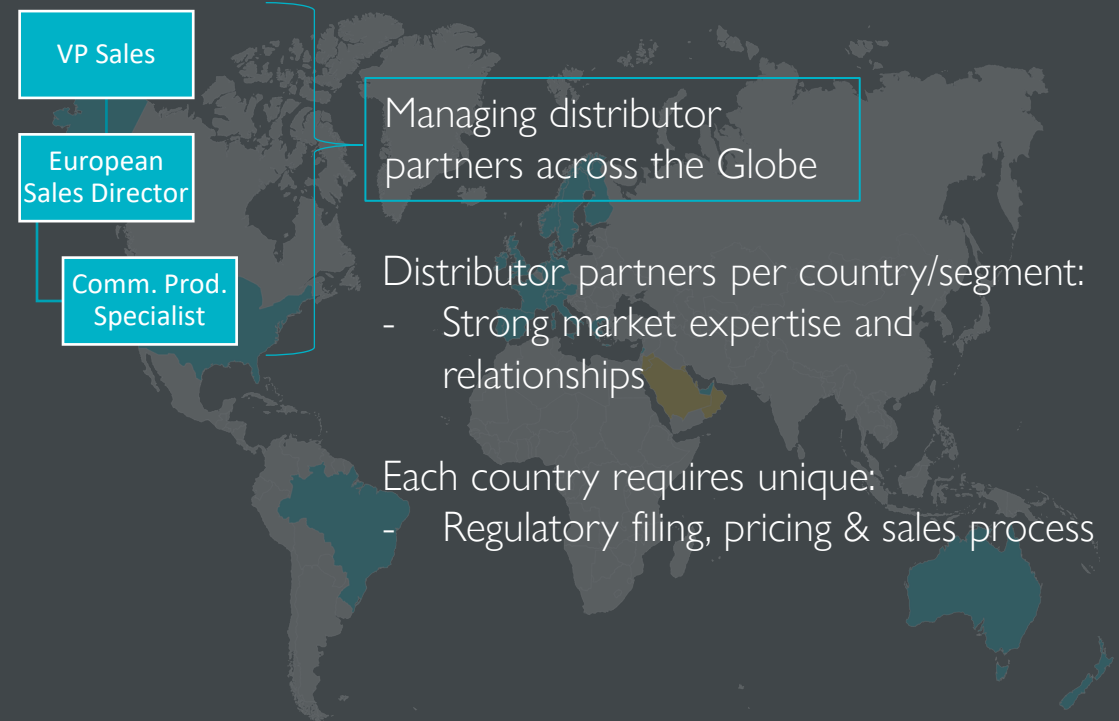 VP Sales
European
Sales Director
Comm. Prod.
Specialist
Managing distributor
partners across the Globe
Distributor partners per country/segment:
- Strong market expertise and
relationships
Each country requires unique:
- Regulatory filing, pricing & sales process